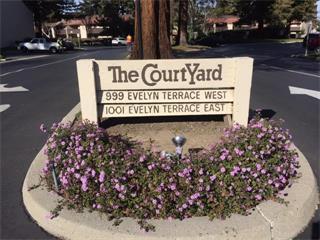 The CourtYard
999 EVELYN TERRACE WEST
1001 EVELYN TERRACE EAST